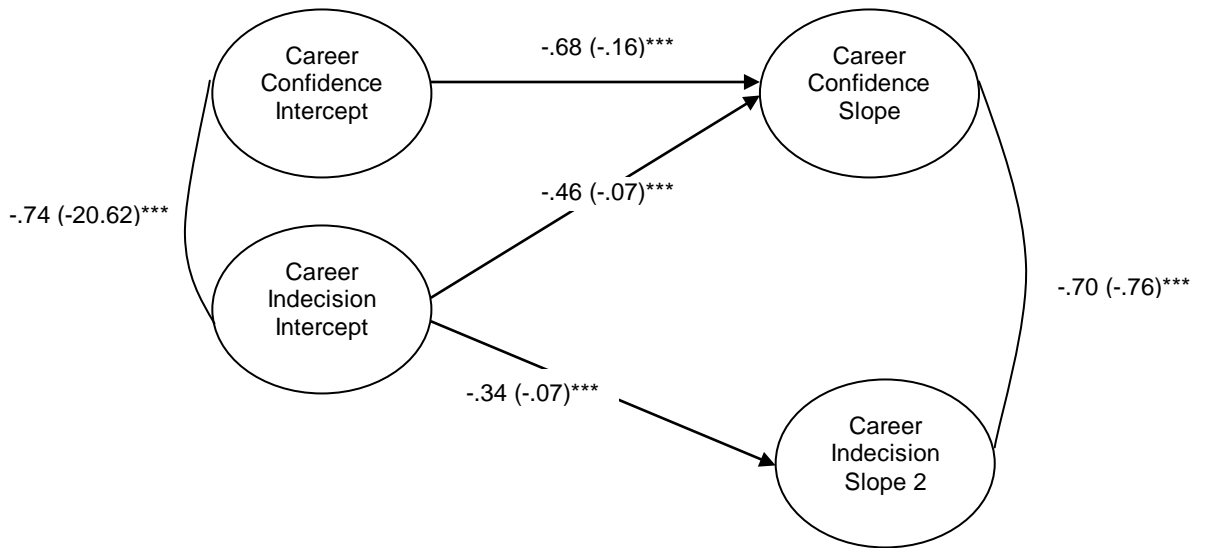 Career
Confidence
Intercept
-.68 (-.16)***
Career
Confidence
Slope
-.46 (-.07)***
-.74 (-20.62)***
Career
Indecision
Intercept
-.70 (-.76)***
-.34 (-.07)***
Career
Indecision
Slope 2